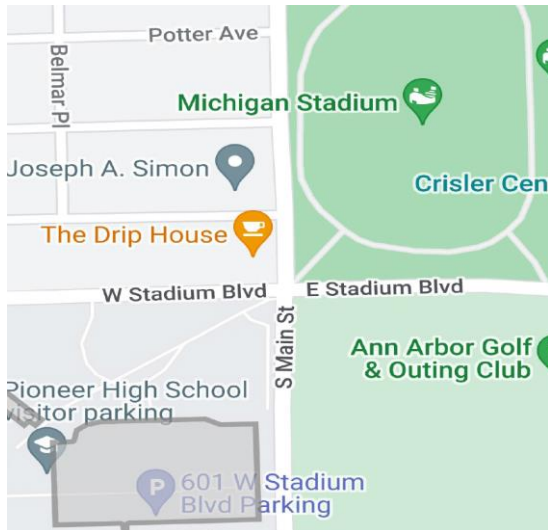 Potter Ave
Belmar Pl
Michigan Stadium
Joseph A. Simon
Crisler Cen
The Drip House
W Stadium Blvd
E Stadium Blvd
S Main St
Ann Arbor Golf
& Outing Club
Pioneer High School
visitor parking
P
601 W Stadium
Blvd Parking